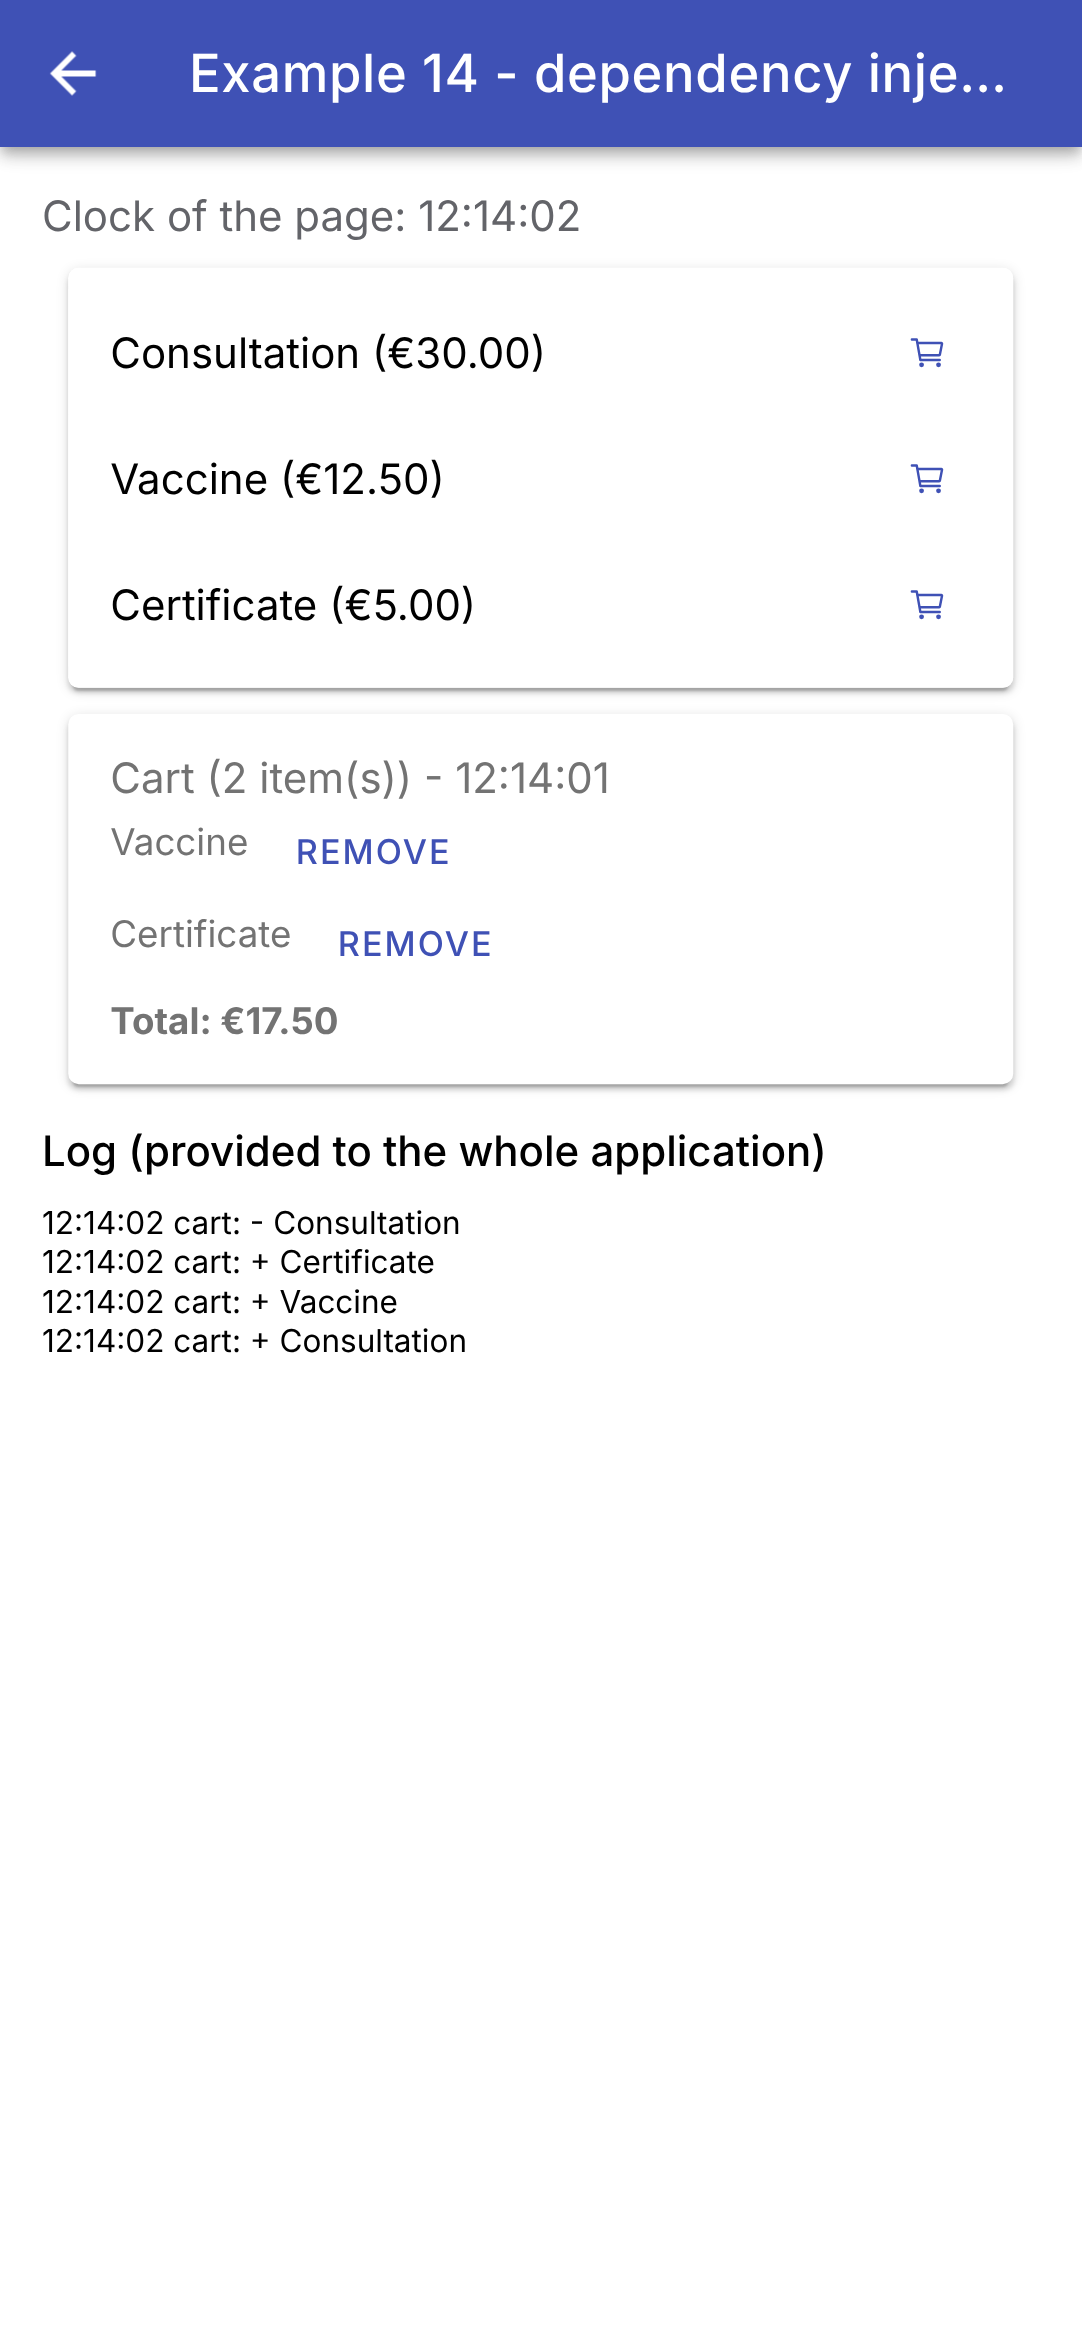 Example 14 - dependency inje...
Clock of the page: 12:14:02
Consultation (€30.00)
Vaccine (€12.50)
Certificate (€5.00)
Cart (2 item(s)) - 12:14:01
Vaccine REMOVE
Certificate REMOVE
Total: €17.50
Log (provided to the whole application)
12:14:02 cart: - Consultation
12:14:02 cart: + Certificate
12:14:02 cart: + Vaccine
12:14:02 cart: + Consultation